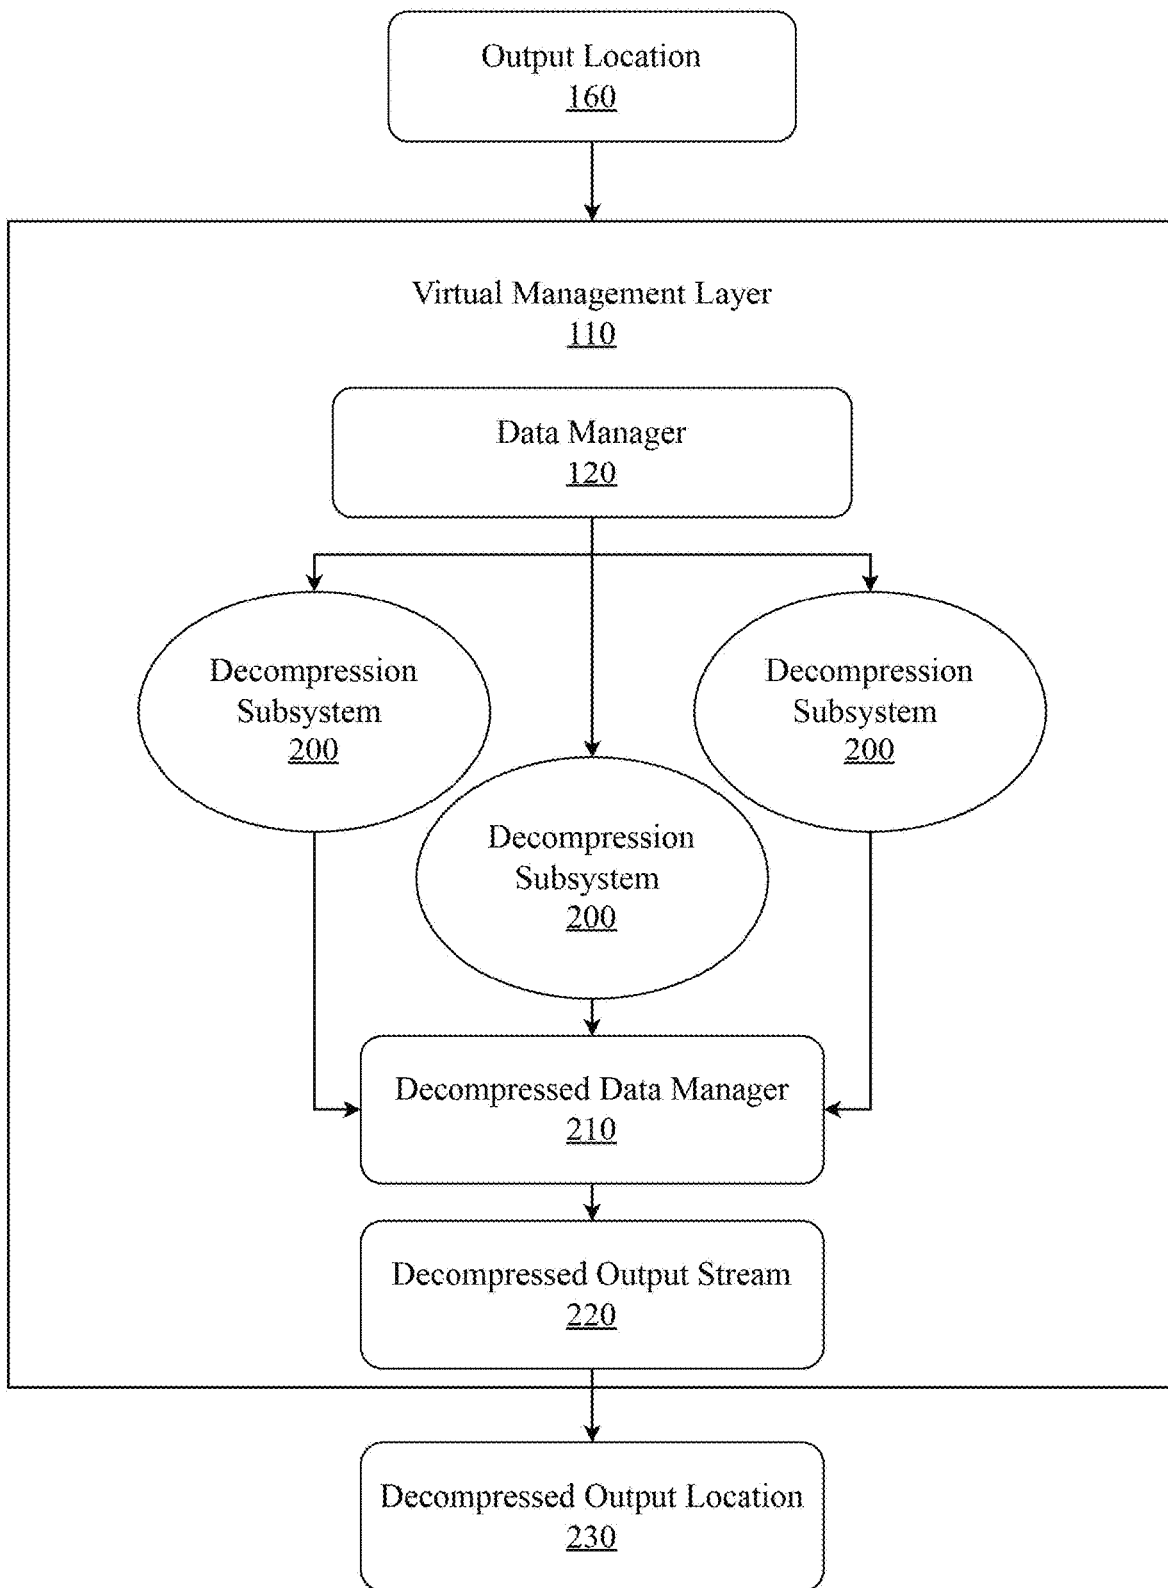 Output Location
160
Virtual Management Layer
110
Data Manager
120
Decompression
Subsystem
200
Decompression
Subsystem
200
Decompression
Subsystem
200
Decompressed Data Manager
210
Decompressed Output Stream
220
Decompressed Output Location
230